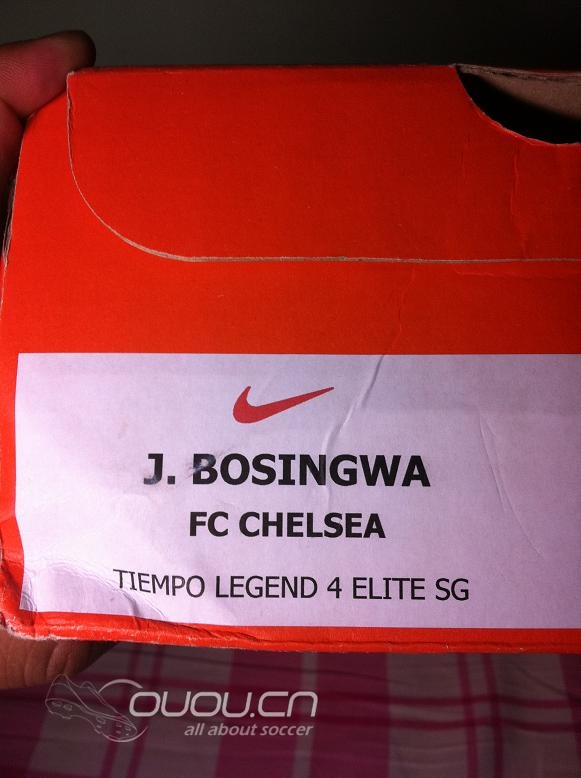 J. BOSINGWA
FC CHELSEA
TIEMPO LEGEND 4 ELITE SG
ouou.cn
all about soccer